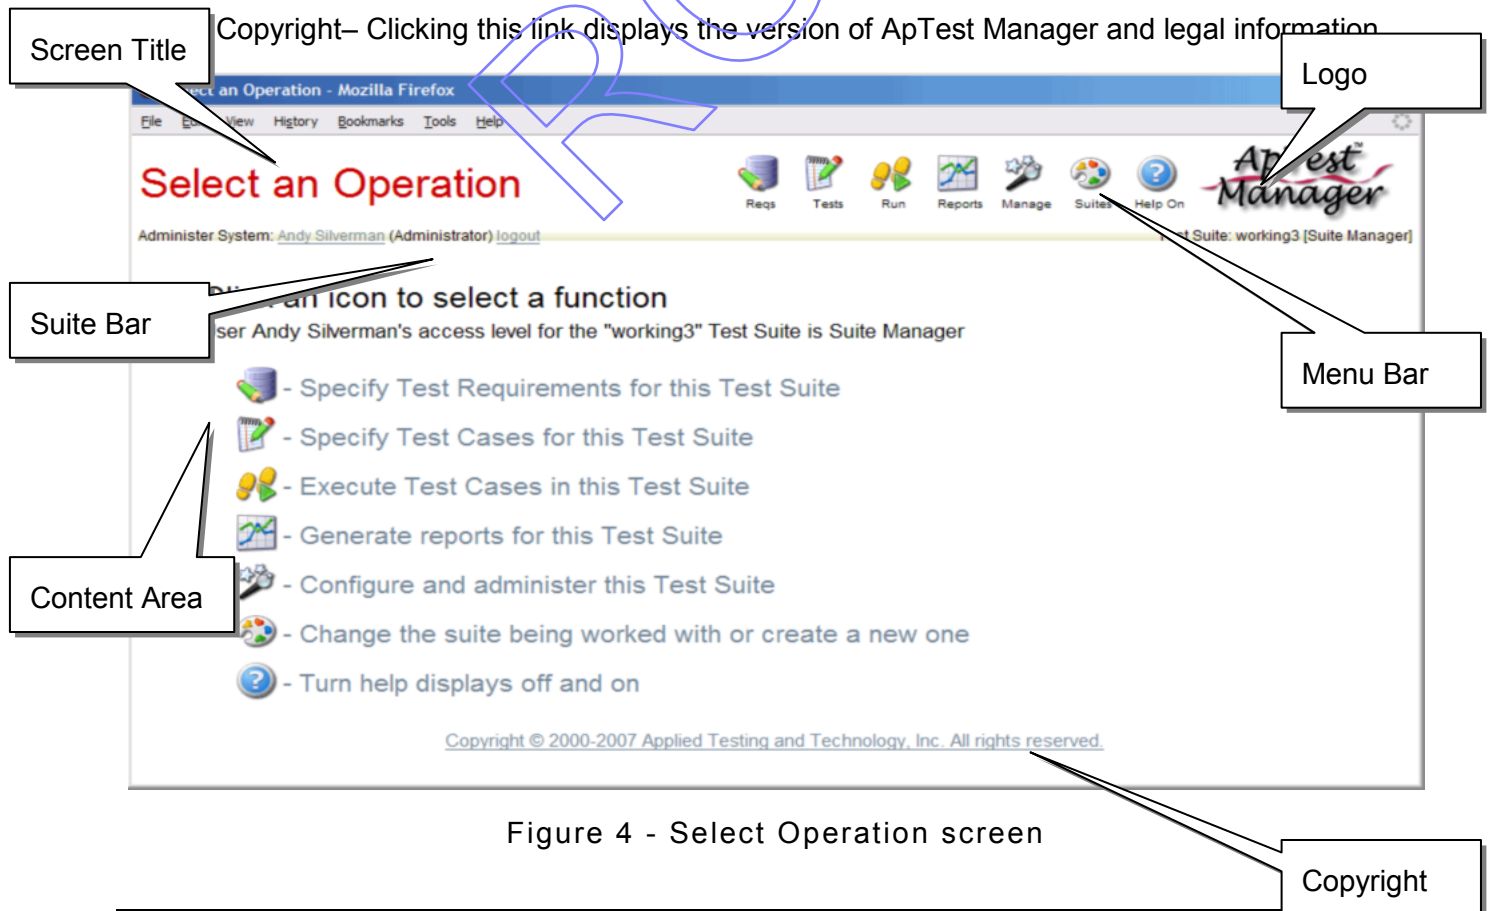 Copyright– Clicking this link displays the version of ApTest Manager and legal information
Screen Title
Logo
an Operation - Mozilla Firefox
File View History Bookmarks Tools Help
Select an Operation
Reqs Tests Run Reports Manage Suites Help On
ApTest Manager
Administer System: Andy Silverman (Administrator) logout
Suite: working3 [Suite Manager]
Suite Bar
an icon to select a function
Andy Silverman's access level for the "working3" Test Suite is Suite Manager
Menu Bar
- Specify Test Requirements for this Test Suite
- Specify Test Cases for this Test Suite
- Execute Test Cases in this Test Suite
- Generate reports for this Test Suite
Content Area
- Configure and administer this Test Suite
- Change the suite being worked with or create a new one
- Turn help displays off and on
Copyright © 2000-2007 Applied Testing and Technology, Inc. All rights reserved.
Figure 4 - Select Operation screen
Copyright